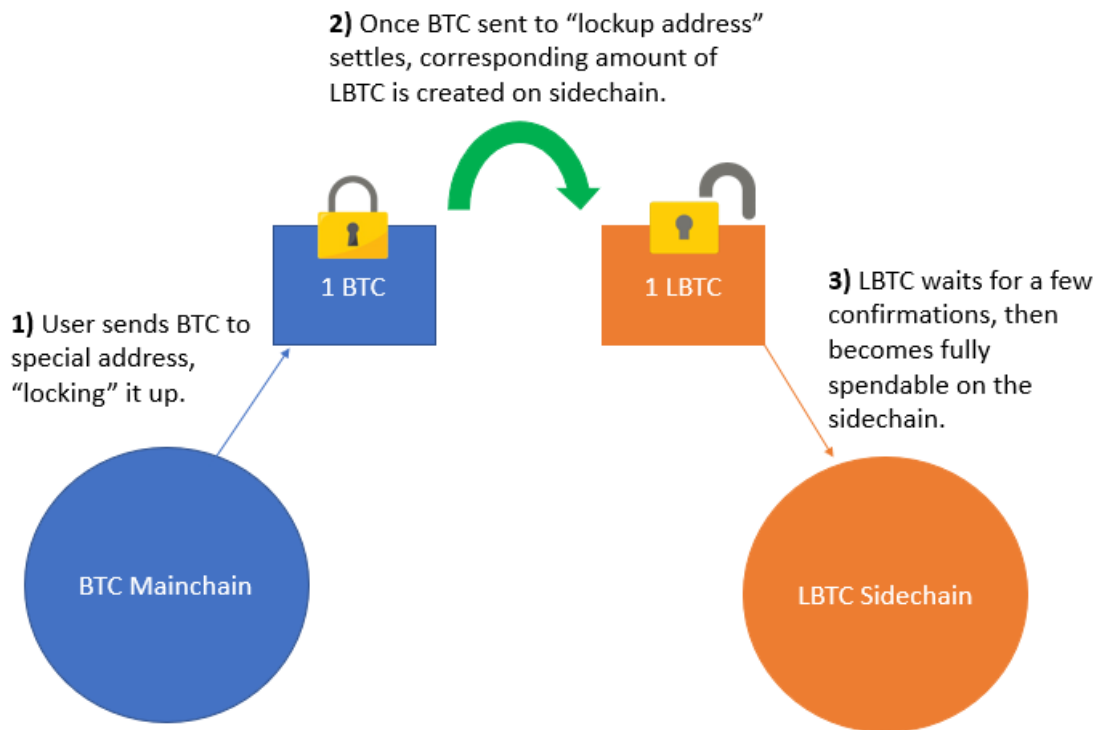 2) Once BTC sent to “lockup address”
settles, corresponding amount of
LBTC is created on sidechain.
1 BTC
1 LBTC
1) User sends BTC to
special address,
“locking” it up.
3) LBTC waits for a few
confirmations, then
becomes fully
spendable on the
sidechain.
BTC Mainchain
LBTC Sidechain